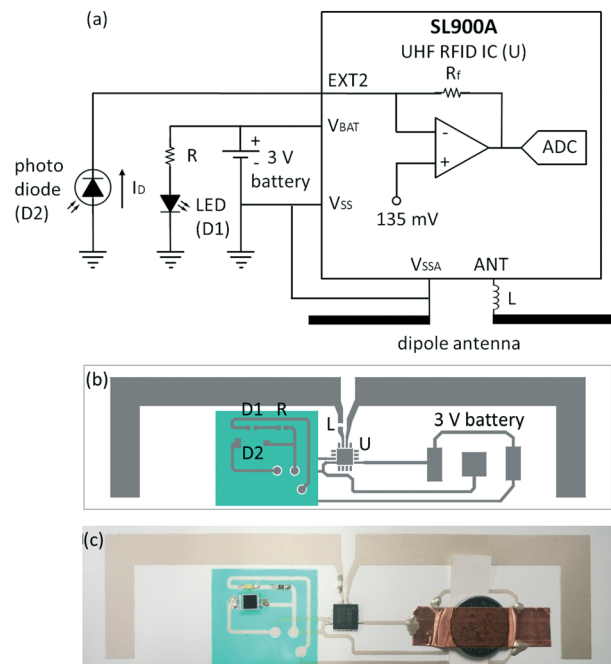 (a)
SL900A
UHF RFID IC (U)
EXT2
Rf
VBAT
R
+
-
3 V
battery
-
+
ADC
photo
diode
(D2)
ID
LED
(D1)
VSS
135 mV
VSSA
ANT
L
dipole antenna
(b)
D1 R
L
3 V battery
U
D2
(c)